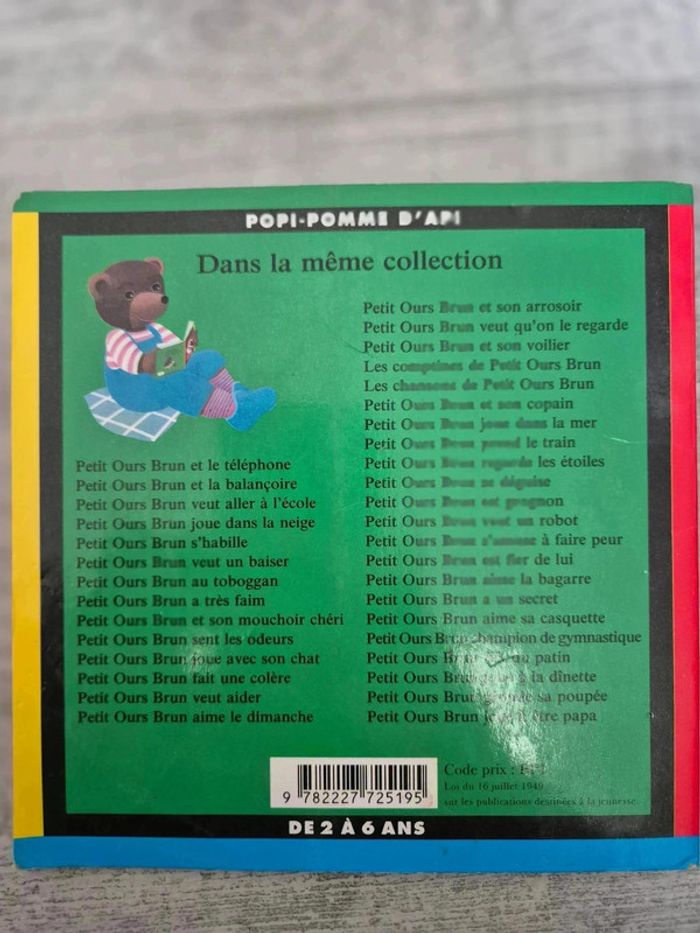 POPI-POMME D'API
Dans la même collection
Petit Ours Brun et le téléphone
Petit Ours Brun et la balançoire
Petit Ours Brun veut aller à l'école
Petit Ours Brun joue dans la neige
Petit Ours Brun s'habille
Petit Ours Brun veut un baiser
Petit Ours Brun au toboggan
Petit Ours Brun a très faim
Petit Ours Brun et son mouchoir chéri
Petit Ours Brun sent les odeurs
Petit Ours Brun joue avec son chat
Petit Ours Brun fait une colère
Petit Ours Brun veut aider
Petit Ours Brun aime le dimanche
Petit Ours Brun et son arrosoir
Petit Ours Brun veut qu'on le regarde
Petit Ours Brun et son voilier
Les comptines de Petit Ours Brun
Les chansons de Petit Ours Brun
Petit Ours Brun et son copain
Petit Ours Brun joue dans la mer
Petit Ours Brun prend le train
Petit Ours Brun regarde les étoiles
Petit Ours Brun se déguise
Petit Ours Brun est grognon
Petit Ours Brun veut un robot
Petit Ours Brun s'amuse à faire peur
Petit Ours Brun est fier de lui
Petit Ours Brun aime la bagarre
Petit Ours Brun a un secret
Petit Ours Brun aime sa casquette
Petit Ours Brun champion de gymnastique
Petit Ours Brun patin
Petit Ours Brun à la dînette
Petit Ours Brun gronde sa poupée
Petit Ours Brun joue à être papa
9 782227 725195
Code prix :
Loi du 16 juillet 1949
sur les publications destinées à la jeunesse.
DE 2 À 6 ANS